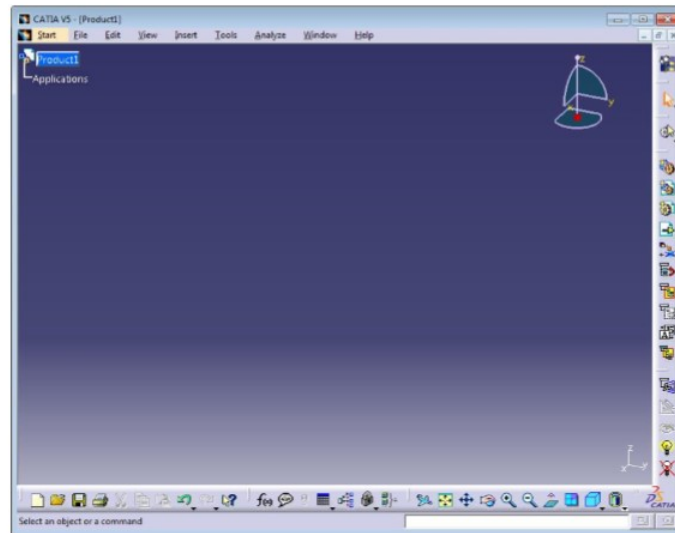 CATIA V5 - [Product1]
Start File Edit View Insert Tools Analyze Window Help
Product1
Applications
z
y
x
z
x y
f(x)
CATIA
Select an object or a command